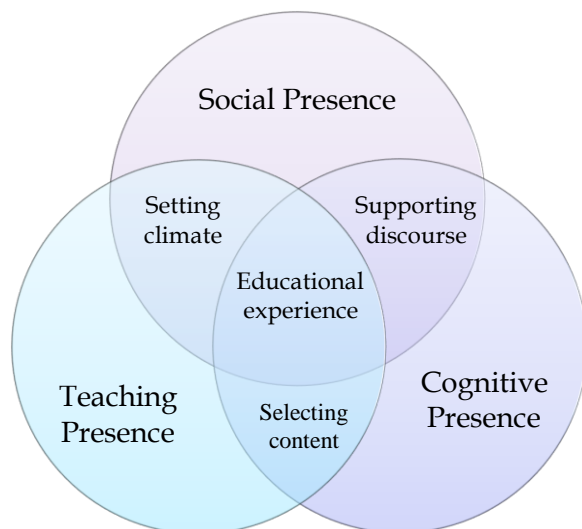 Social Presence
Setting
climate
Supporting
discourse
Educational
experience
Teaching
Presence
Selecting
content
Cognitive
Presence